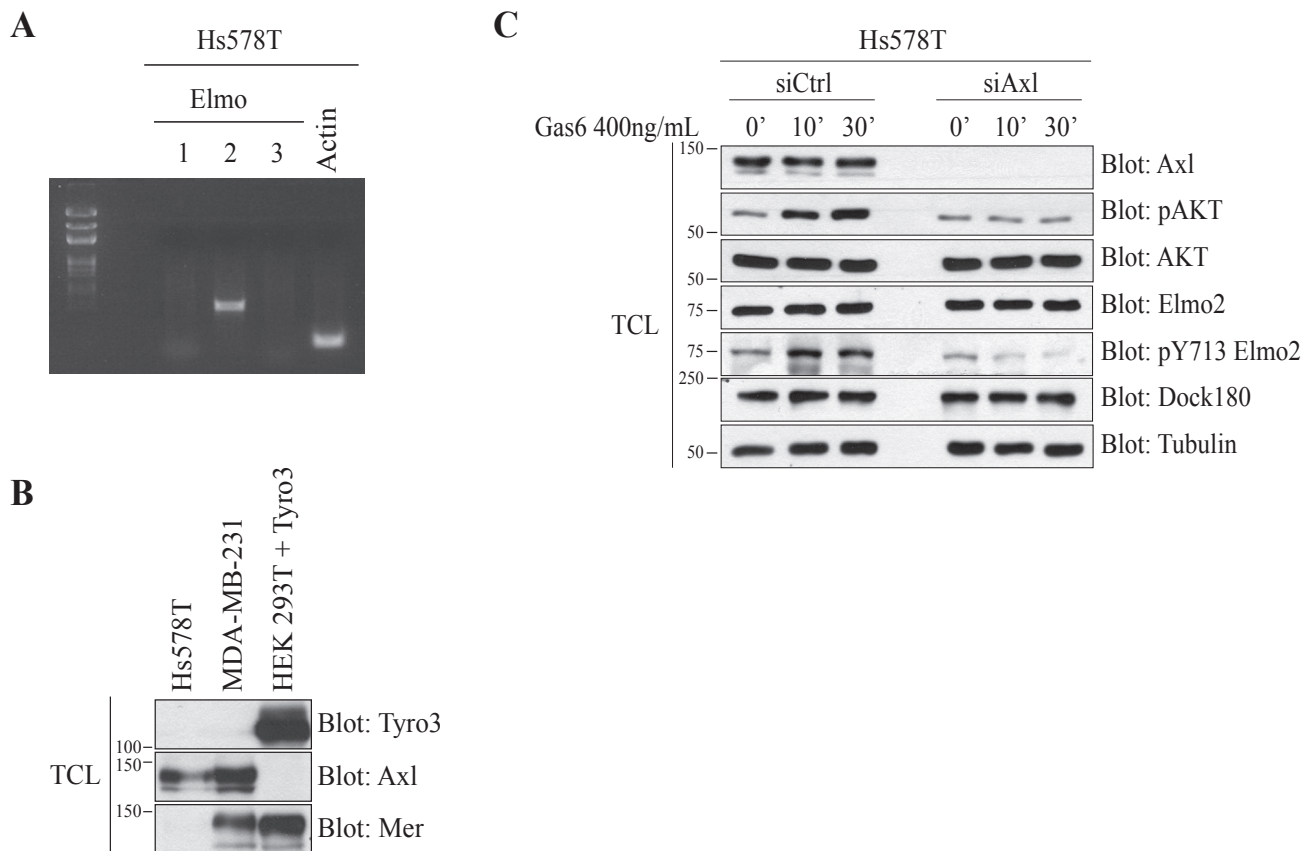 A
Hs578T
Elmo
1 2 3 Actin
B
Hs578T
MDA-MB-231
HEK 293T + Tyro3
TCL
100
Blot: Tyro3
150
Blot: Axl
150
Blot: Mer
C
Hs578T
siCtrl siAxl
Gas6 400ng/mL 0’ 10’ 30’ 0’ 10’ 30’
TCL
150
Blot: Axl
50
Blot: pAKT
50
Blot: AKT
75
Blot: Elmo2
75
Blot: pY713 Elmo2
250
Blot: Dock180
50
Blot: Tubulin